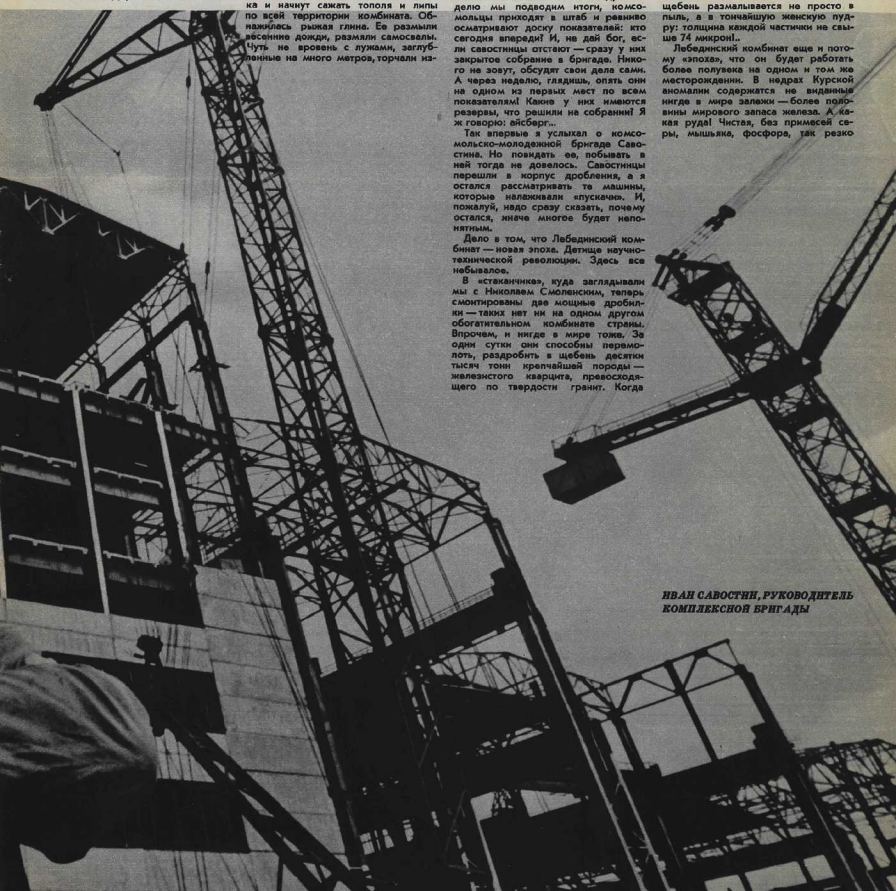 ка и начнут сажать тополя и липы
по всей территории комбината. Об-
нажилась рыжая глина. Ее размыли
весенние дожди, размяли самосвалы.
Чуть не вровень с лужами, заглуб-
ленные на много метров, торчали из-
делю мы подводим итоги, комсо-
мольцы приходят в штаб и ревниво
осматривают доску показателей: кто
сегодня впереди? И, не дай бог, ес-
ли савостинцы отстают — сразу у них
закрытое собрание в бригаде. Нико-
го не зовут, обсудят свои дела сами.
А через неделю, глядишь, опять они
на одном из первых мест по всем
показателям! Какие у них имеются
резервы, что решили на собрании? Я
ж говорю: айсберг...
Так впервые я услыхал о комсо-
мольско-молодежной бригаде Саво-
стина. Но повидать ее, побывать в
ней тогда не довелось. Савостинцы
перешли в корпус дробления, а я
остался рассматривать те машины,
которые налаживали «пускачи». И,
пожалуй, надо сразу сказать, почему
остался, иначе многое будет непо-
нятным.
Дело в том, что Лебединский ком-
бинат — новая эпоха. Детище научно-
технической революции. Здесь все
небывалое.
В «стаканчике», куда заглядывали
мы с Николаем Смоленским, теперь
смонтированы две мощные дробил-
ки — таких нет ни на одном другом
обогатительном комбинате страны.
Впрочем, и нигде в мире тоже. За
одни сутки они способны перемо-
лоть, раздробить в щебень десятки
тысяч тонн крепчайшей породы —
железистого кварцита, превосходя-
щего по твердости гранит. Когда
щебень размалывается не просто в
пыль, а в тончайшую женскую пуд-
ру: толщина каждой частички не свы-
ше 74 микрон!..
Лебединский комбинат еще и пото-
му «эпоха», что он будет работать
более полувека на одном и том же
месторождении. В недрах Курской
аномалии содержатся не виданные
нигде в мире залежи — более поло-
вины мирового запаса железа. А ка-
кая руда! Чистая, без примесей се-
ры, мышьяка, фосфора, так резко
ИВАН САВОСТИН, РУКОВОДИТЕЛЬ
КОМПЛЕКСНОЙ БРИГАДЫ